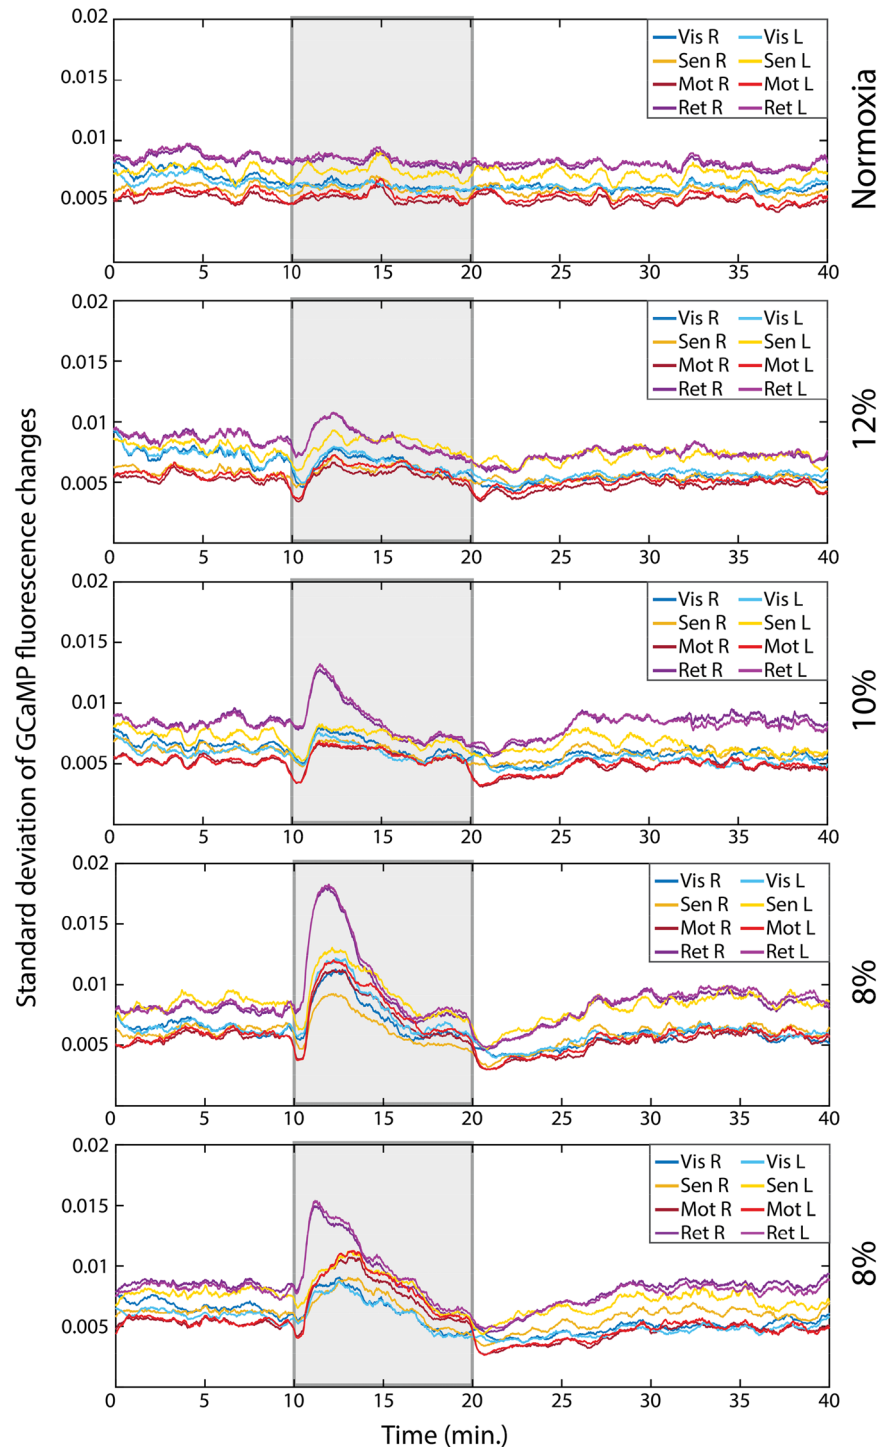 Standard deviation of GCaMP fluorescence changes
0.02
0.015
0.01
0.005
0 5 10 15 20 25 30 35 40
Vis R Vis L
Sen R Sen L
Mot R Mot L
Ret R Ret L
Normoxia
0.02
0.015
0.01
0.005
0 5 10 15 20 25 30 35 40
Vis R Vis L
Sen R Sen L
Mot R Mot L
Ret R Ret L
12%
0.02
0.015
0.01
0.005
0 5 10 15 20 25 30 35 40
Vis R Vis L
Sen R Sen L
Mot R Mot L
Ret R Ret L
10%
0.02
0.015
0.01
0.005
0 5 10 15 20 25 30 35 40
Vis R Vis L
Sen R Sen L
Mot R Mot L
Ret R Ret L
8%
0.02
0.015
0.01
0.005
0 5 10 15 20 25 30 35 40
Vis R Vis L
Sen R Sen L
Mot R Mot L
Ret R Ret L
8%
Time (min.)